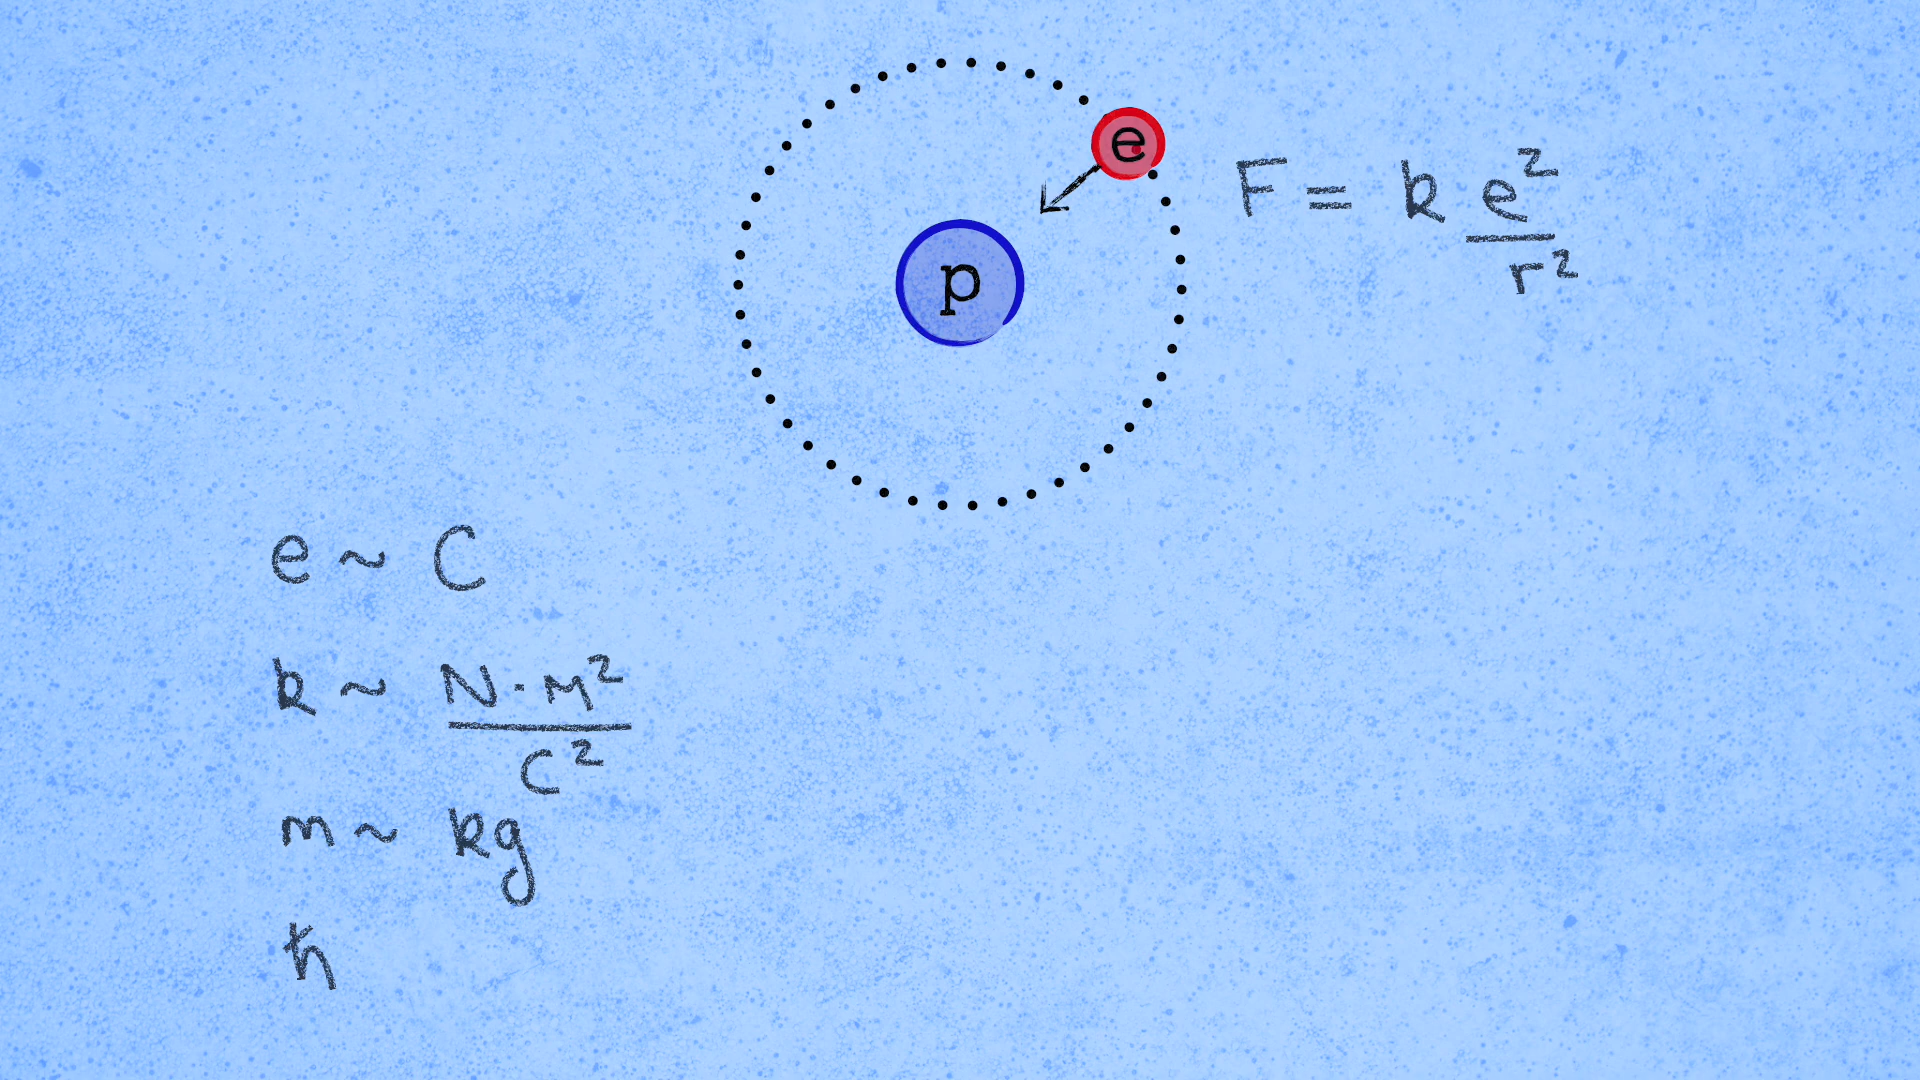 e
p
F = k e² / r²
e ~ C
k ~ N · m² / C²
m ~ kg
ħ